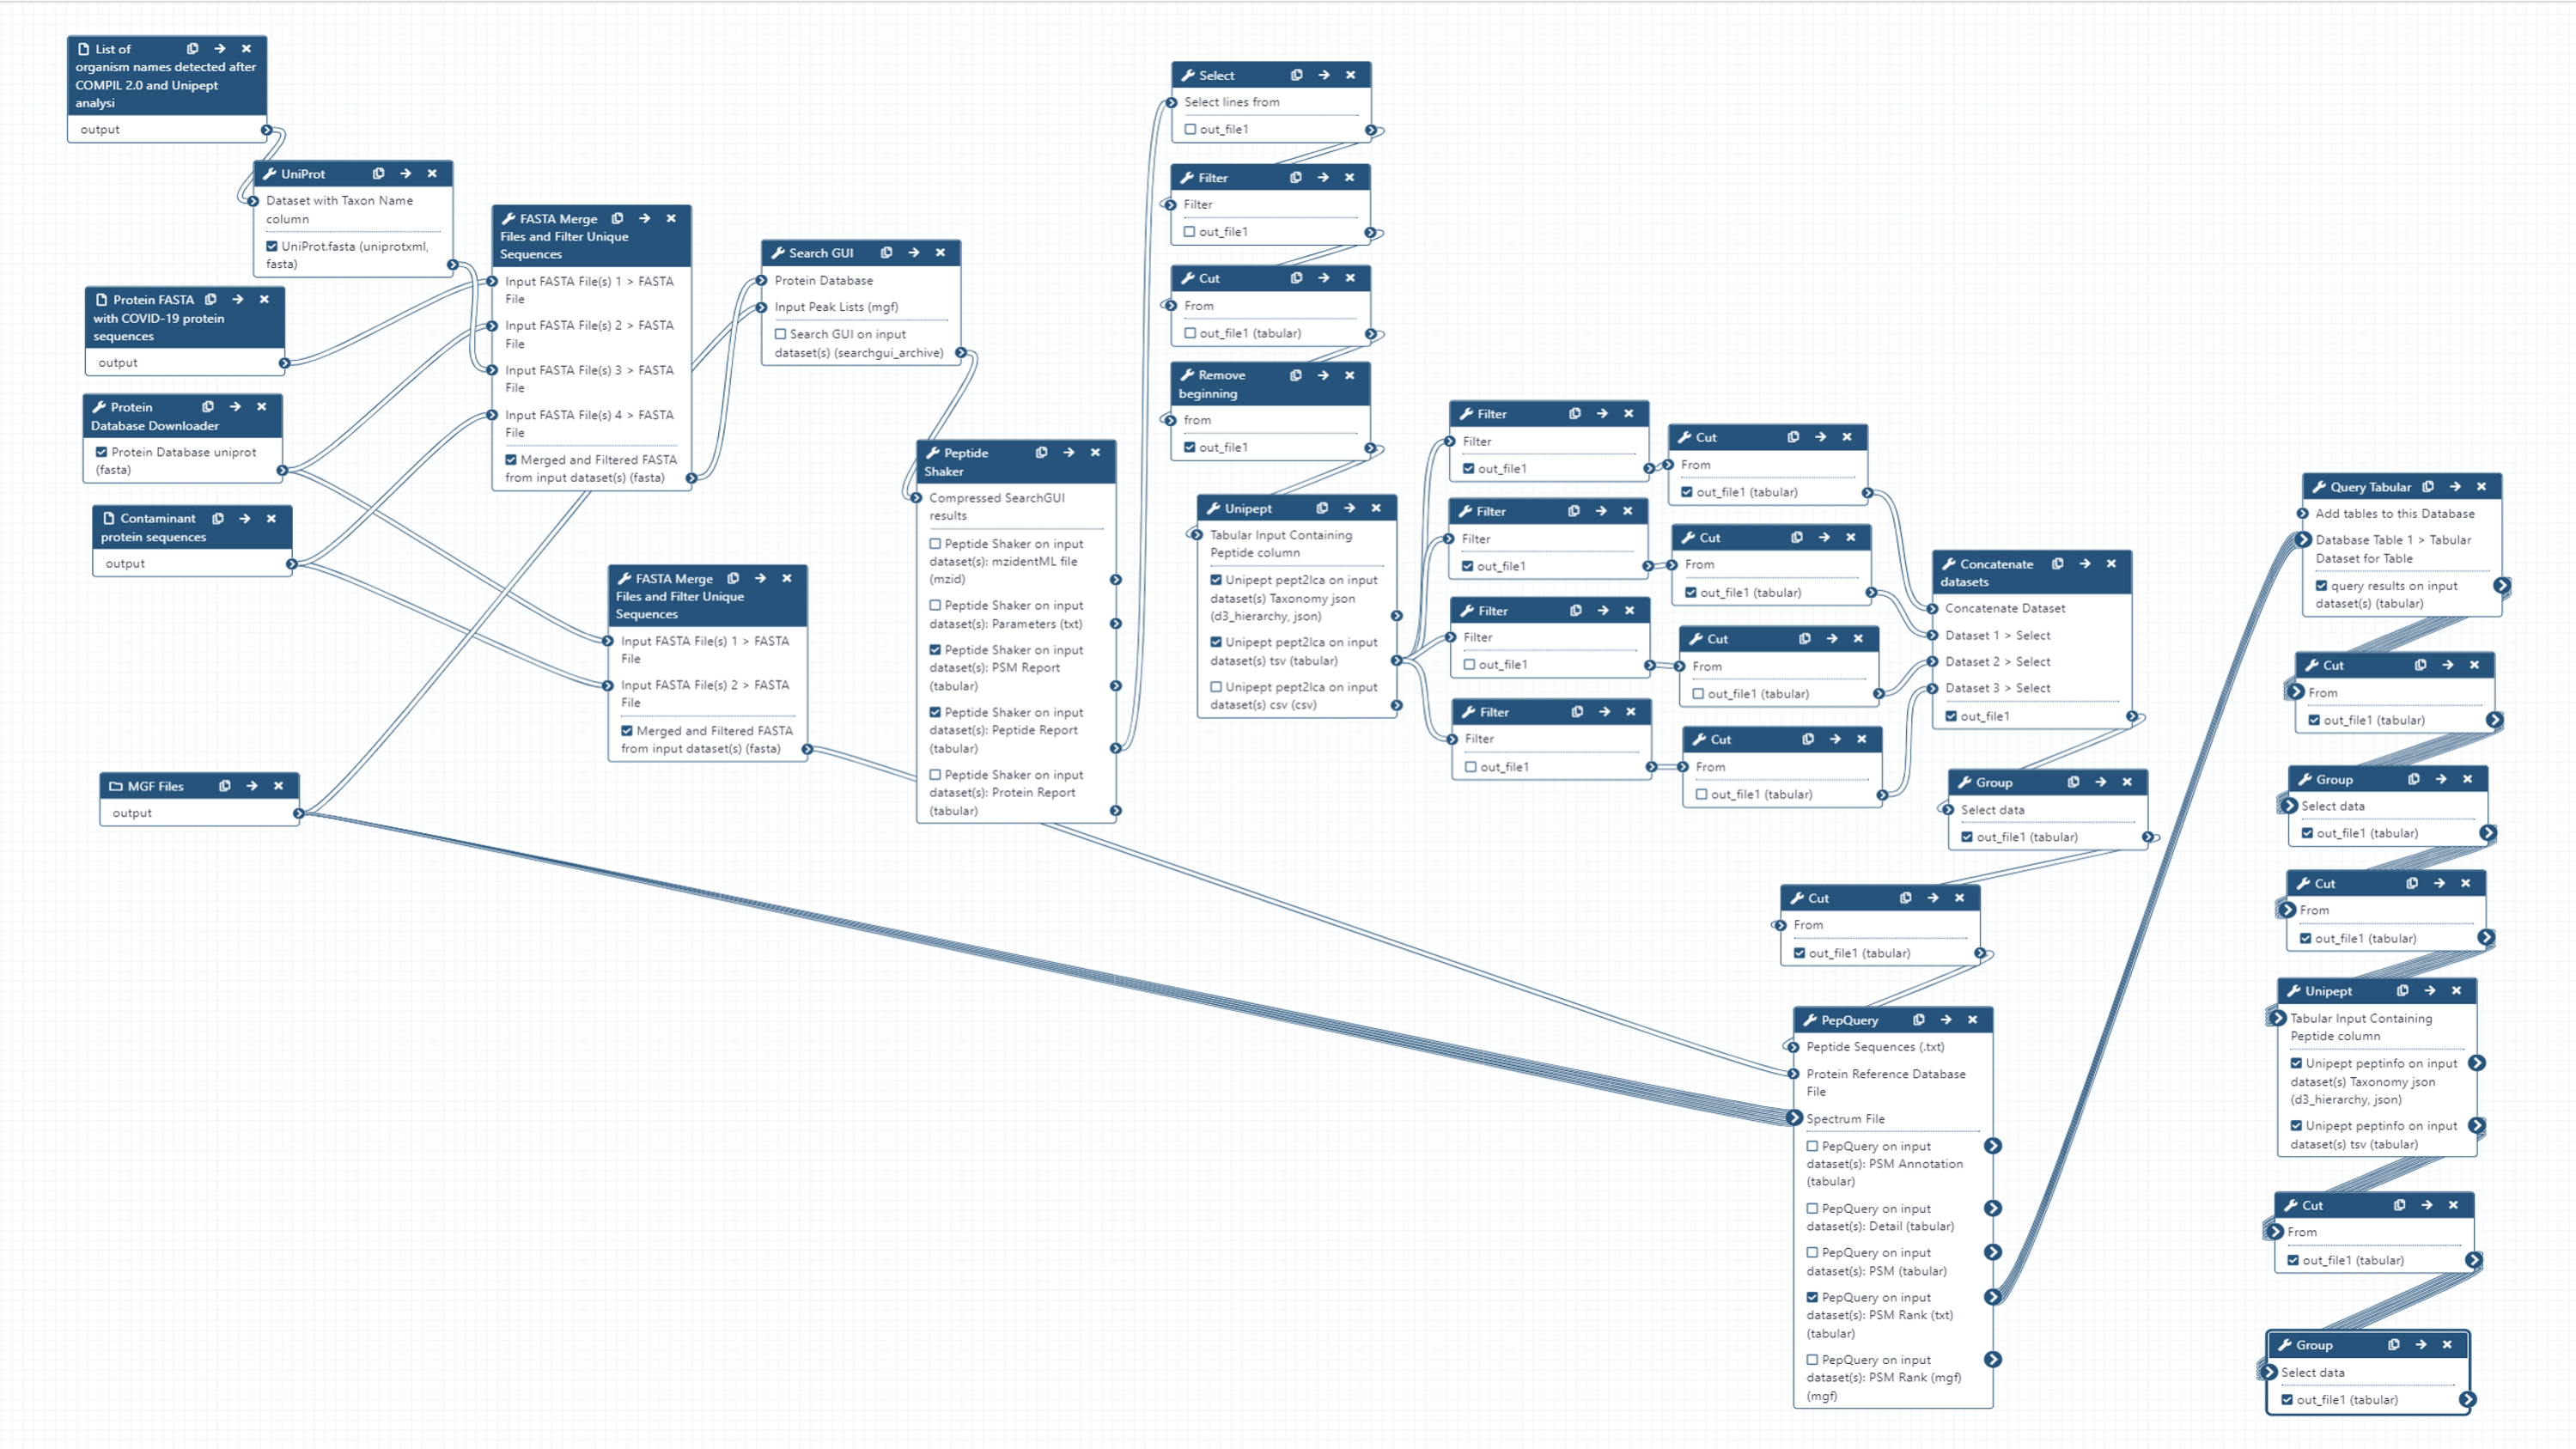 List of
organism names detected after
COMPIL 2.0 and Unipept
analysi
output
UniProt
Dataset with Taxon Name
column
UniProt.fasta (uniprotxml,
fasta)
Protein FASTA
with COVID-19 protein
sequences
output
Protein
Database Downloader
Protein Database uniprot
(fasta)
Contaminant
protein sequences
output
MGF Files
output
FASTA Merge
Files and Filter Unique
Sequences
Input FASTA File(s) 1 > FASTA
File
Input FASTA File(s) 2 > FASTA
File
Input FASTA File(s) 3 > FASTA
File
Input FASTA File(s) 4 > FASTA
File
Merged and Filtered FASTA
from input dataset(s) (fasta)
FASTA Merge
Files and Filter Unique
Sequences
Input FASTA File(s) 1 > FASTA
File
Input FASTA File(s) 2 > FASTA
File
Merged and Filtered FASTA
from input dataset(s) (fasta)
Search GUI
Protein Database
Input Peak Lists (mgf)
Search GUI on input
dataset(s) (searchgui_archive)
Peptide
Shaker
Compressed SearchGUI
results
Peptide Shaker on input
dataset(s): mzidentML file
(mzid)
Peptide Shaker on input
dataset(s): Parameters (txt)
Peptide Shaker on input
dataset(s): PSM Report
(tabular)
Peptide Shaker on input
dataset(s): Peptide Report
(tabular)
Peptide Shaker on input
dataset(s): Protein Report
(tabular)
Select
Select lines from
out_file1
Filter
Filter
out_file1
Cut
From
out_file1 (tabular)
Remove
beginning
from
out_file1
Unipept
Tabular Input Containing
Peptide column
Unipept pept2lca on input
dataset(s) Taxonomy json
(d3_hierarchy, json)
Unipept pept2lca on input
dataset(s) tsv (tabular)
Unipept pept2lca on input
dataset(s) csv (csv)
Filter
Filter
out_file1
Filter
Filter
out_file1
Filter
Filter
out_file1
Filter
Filter
out_file1
Cut
From
out_file1 (tabular)
Cut
From
out_file1 (tabular)
Cut
From
out_file1 (tabular)
Cut
From
out_file1 (tabular)
Concatenate
datasets
Concatenate Dataset
Dataset 1 > Select
Dataset 2 > Select
Dataset 3 > Select
out_file1
Group
Select data
out_file1 (tabular)
Cut
From
out_file1 (tabular)
PepQuery
Peptide Sequences (.txt)
Protein Reference Database
File
Spectrum File
PepQuery on input
dataset(s): PSM Annotation
(tabular)
PepQuery on input
dataset(s): Detail (tabular)
PepQuery on input
dataset(s): PSM (tabular)
PepQuery on input
dataset(s): PSM Rank (txt)
(tabular)
PepQuery on input
dataset(s): PSM Rank (mgf)
(mgf)
Query Tabular
Add tables to this Database
Database Table 1 > Tabular
Dataset for Table
query results on input
dataset(s) (tabular)
Cut
From
out_file1 (tabular)
Group
Select data
out_file1 (tabular)
Cut
From
out_file1 (tabular)
Unipept
Tabular Input Containing
Peptide column
Unipept peptinfo on input
dataset(s) Taxonomy json
(d3_hierarchy, json)
Unipept peptinfo on input
dataset(s) tsv (tabular)
Cut
From
out_file1 (tabular)
Group
Select data
out_file1 (tabular)